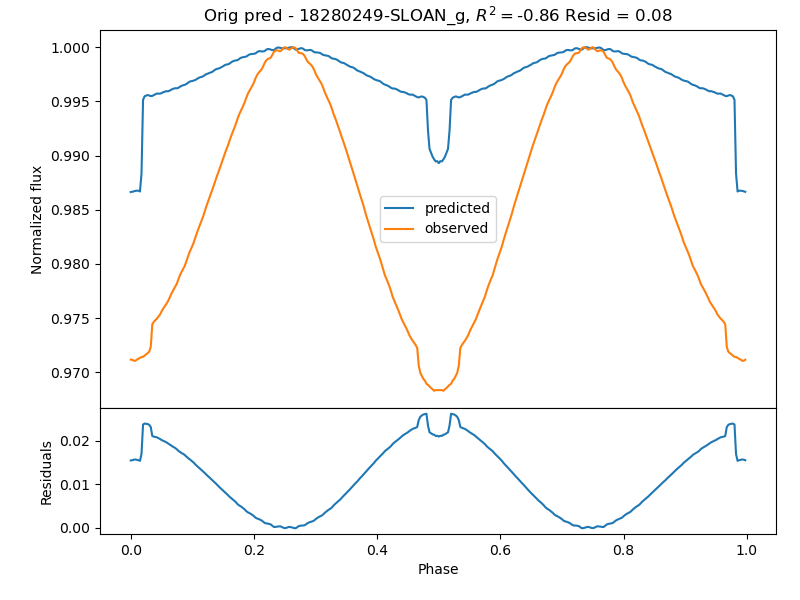 Orig pred - 18280249-SLOAN_g, R² = -0.86 Resid = 0.08
1.000
0.995
0.990
0.985
0.980
0.975
0.970
Normalized flux
predicted
observed
0.02
0.01
0.00
Residuals
0.0 0.2 0.4 0.6 0.8 1.0
Phase